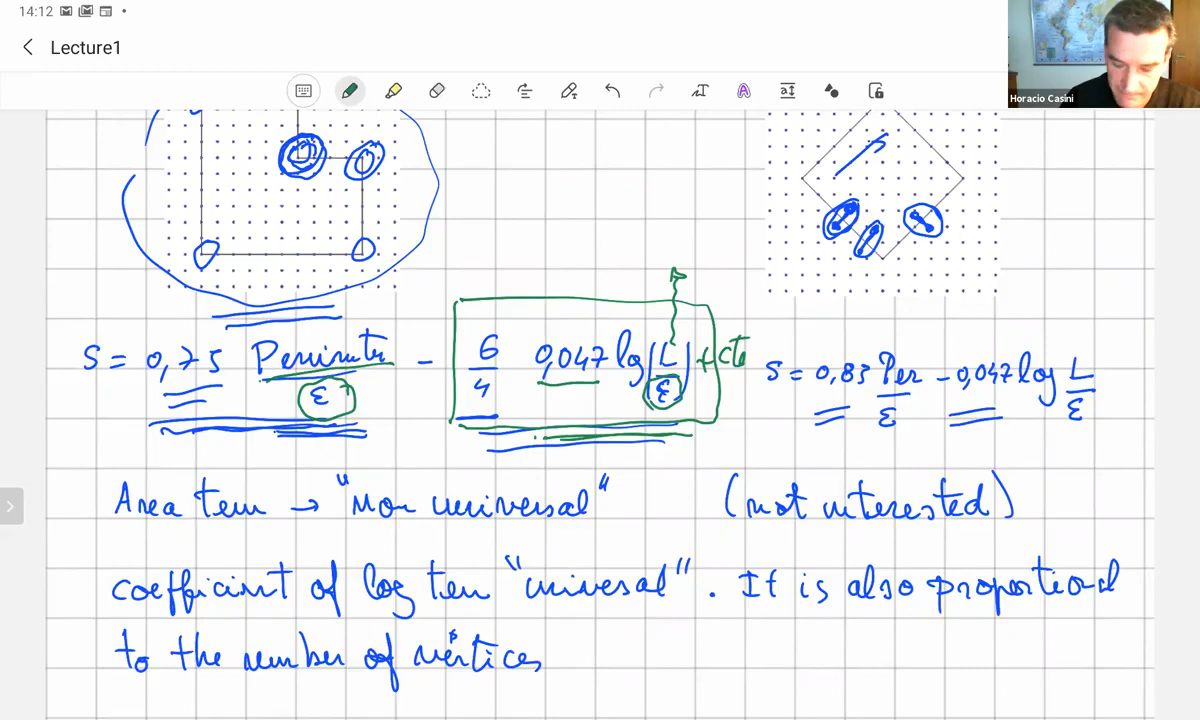 14:12
Lecture1
Horacio Casini
S = 0,75 Perimeter/ε - 6/4 0,047 log(L/ε) + cte
S = 0,83 Per/ε - 0,047 log L/ε
Area term → "Non universal" (not interested)
coefficint of log term "universal". It is also proportional
to the number of vertices